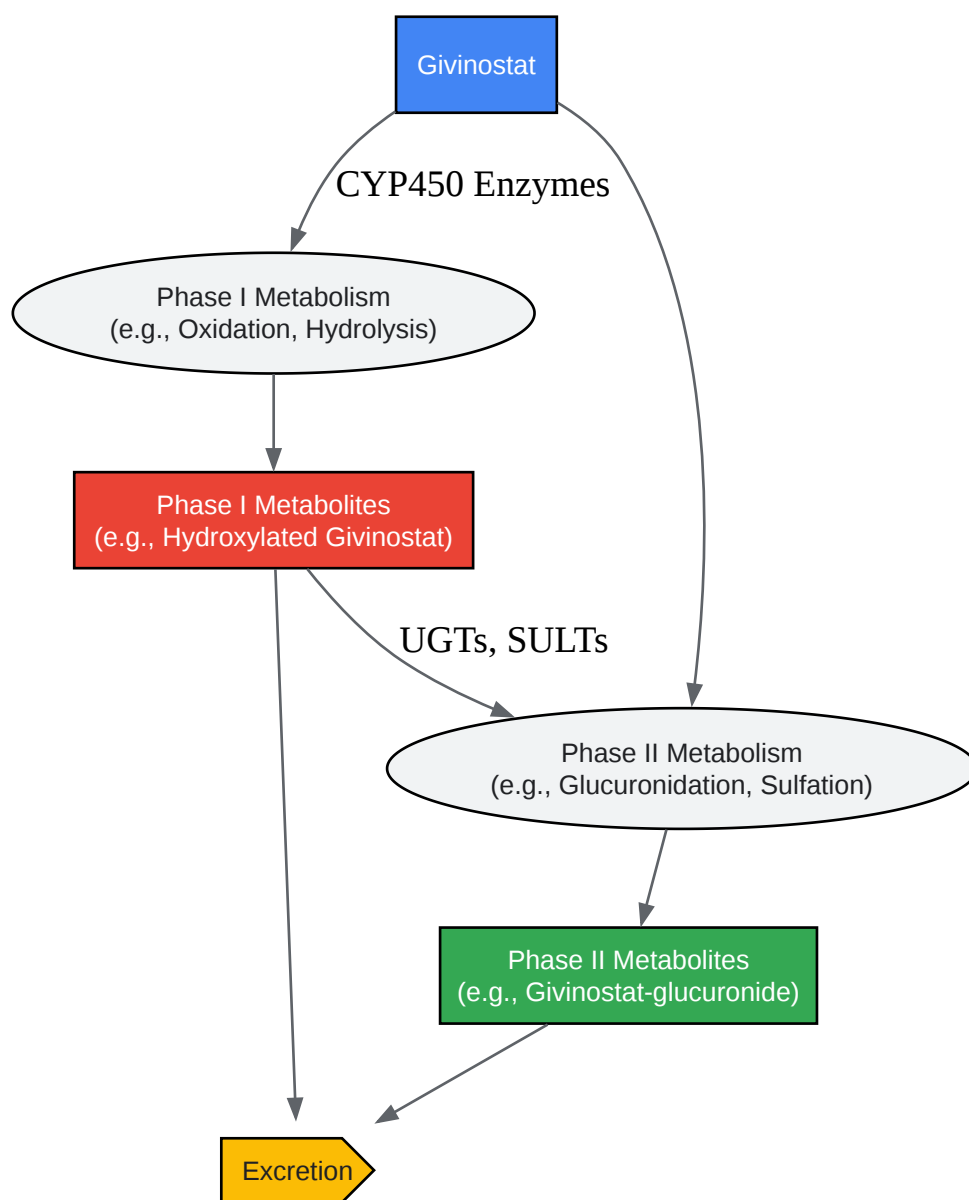 Givinostat
CYP450 Enzymes
Phase I Metabolism
(e.g., Oxidation, Hydrolysis)
Phase I Metabolites
(e.g., Hydroxylated Givinostat)
UGTs, SULTs
Phase II Metabolism
(e.g., Glucuronidation, Sulfation)
Phase II Metabolites
(e.g., Givinostat-glucuronide)
Excretion